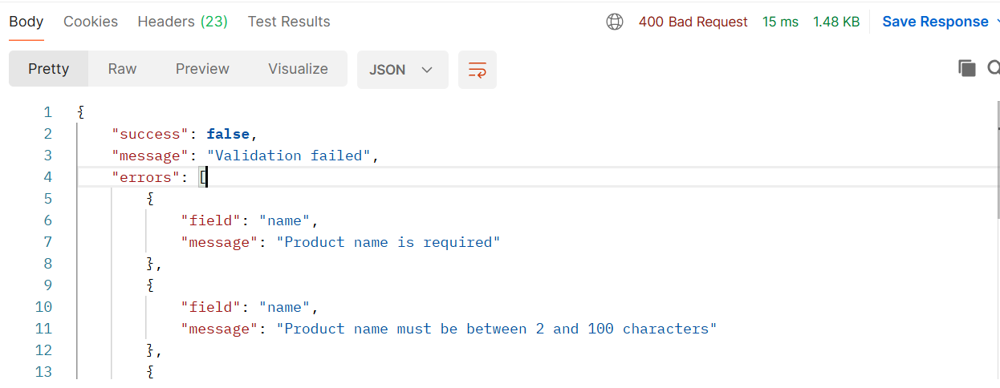 Body Cookies Headers (23) Test Results 400 Bad Request 15 ms 1.48 KB Save Response
Pretty Raw Preview Visualize JSON
1 {
2 "success": false,
3 "message": "Validation failed",
4 "errors": [
5 {
6 "field": "name",
7 "message": "Product name is required"
8 },
9 {
10 "field": "name",
11 "message": "Product name must be between 2 and 100 characters"
12 },
13 {